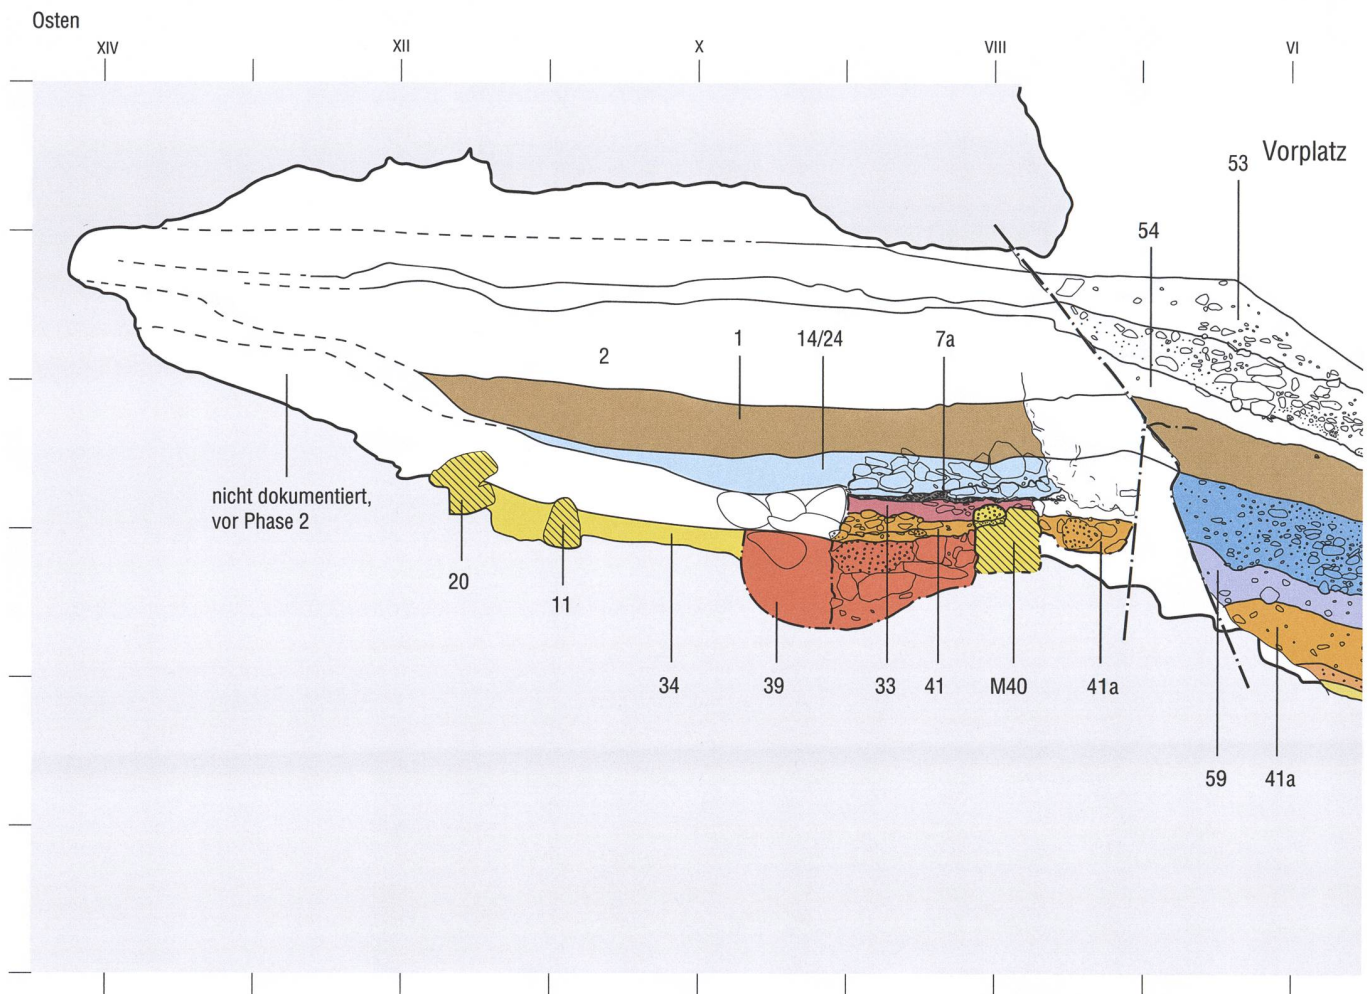 Osten
XIV XII X VIII VI
53 Vorplatz
54
2 1 14/24 7a
nicht dokumentiert,
vor Phase 2
20 11
34 39 33 41 M40 41a
59 41a